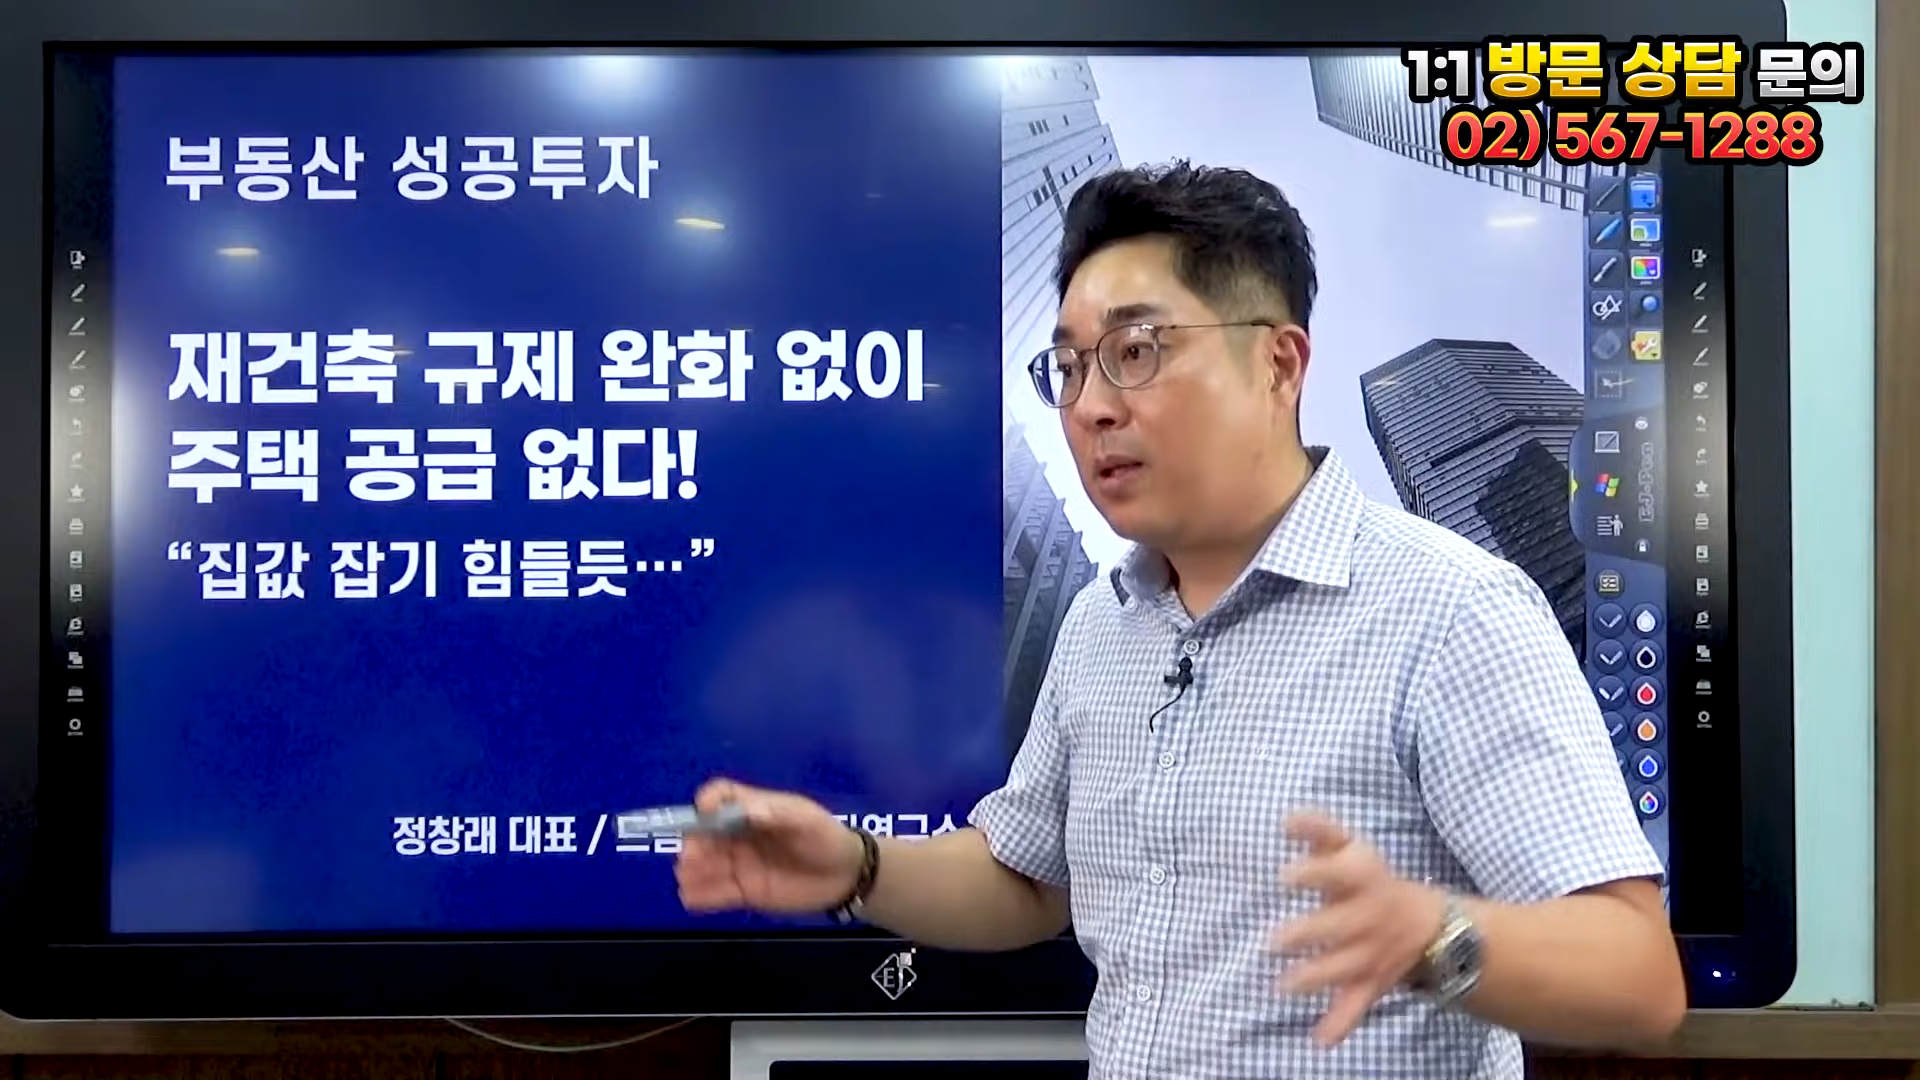 1:1 방문 상담 문의
02) 567-1288
부동산 성공투자
재건축 규제 완화 없이
주택 공급 없다!
“집값 잡기 힘들듯…”
정창래 대표 /